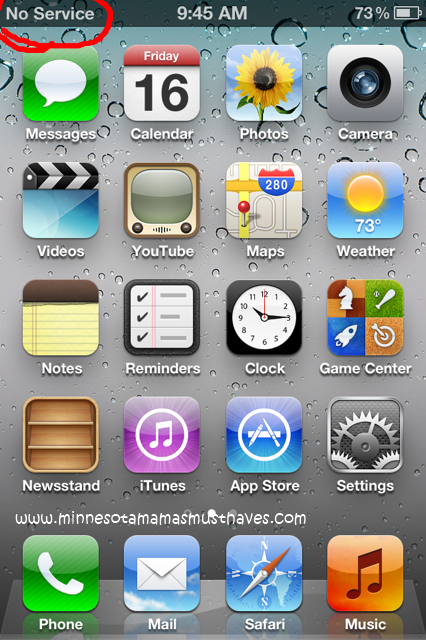 No Service 9:45 AM 73%
Friday
16
Messages Calendar Photos Camera
280
73°
Videos YouTube Maps Weather
12
Notes Reminders Clock Game Center
Newsstand iTunes App Store Settings
www.minnesotamamasmusthaves.com
Phone Mail Safari Music